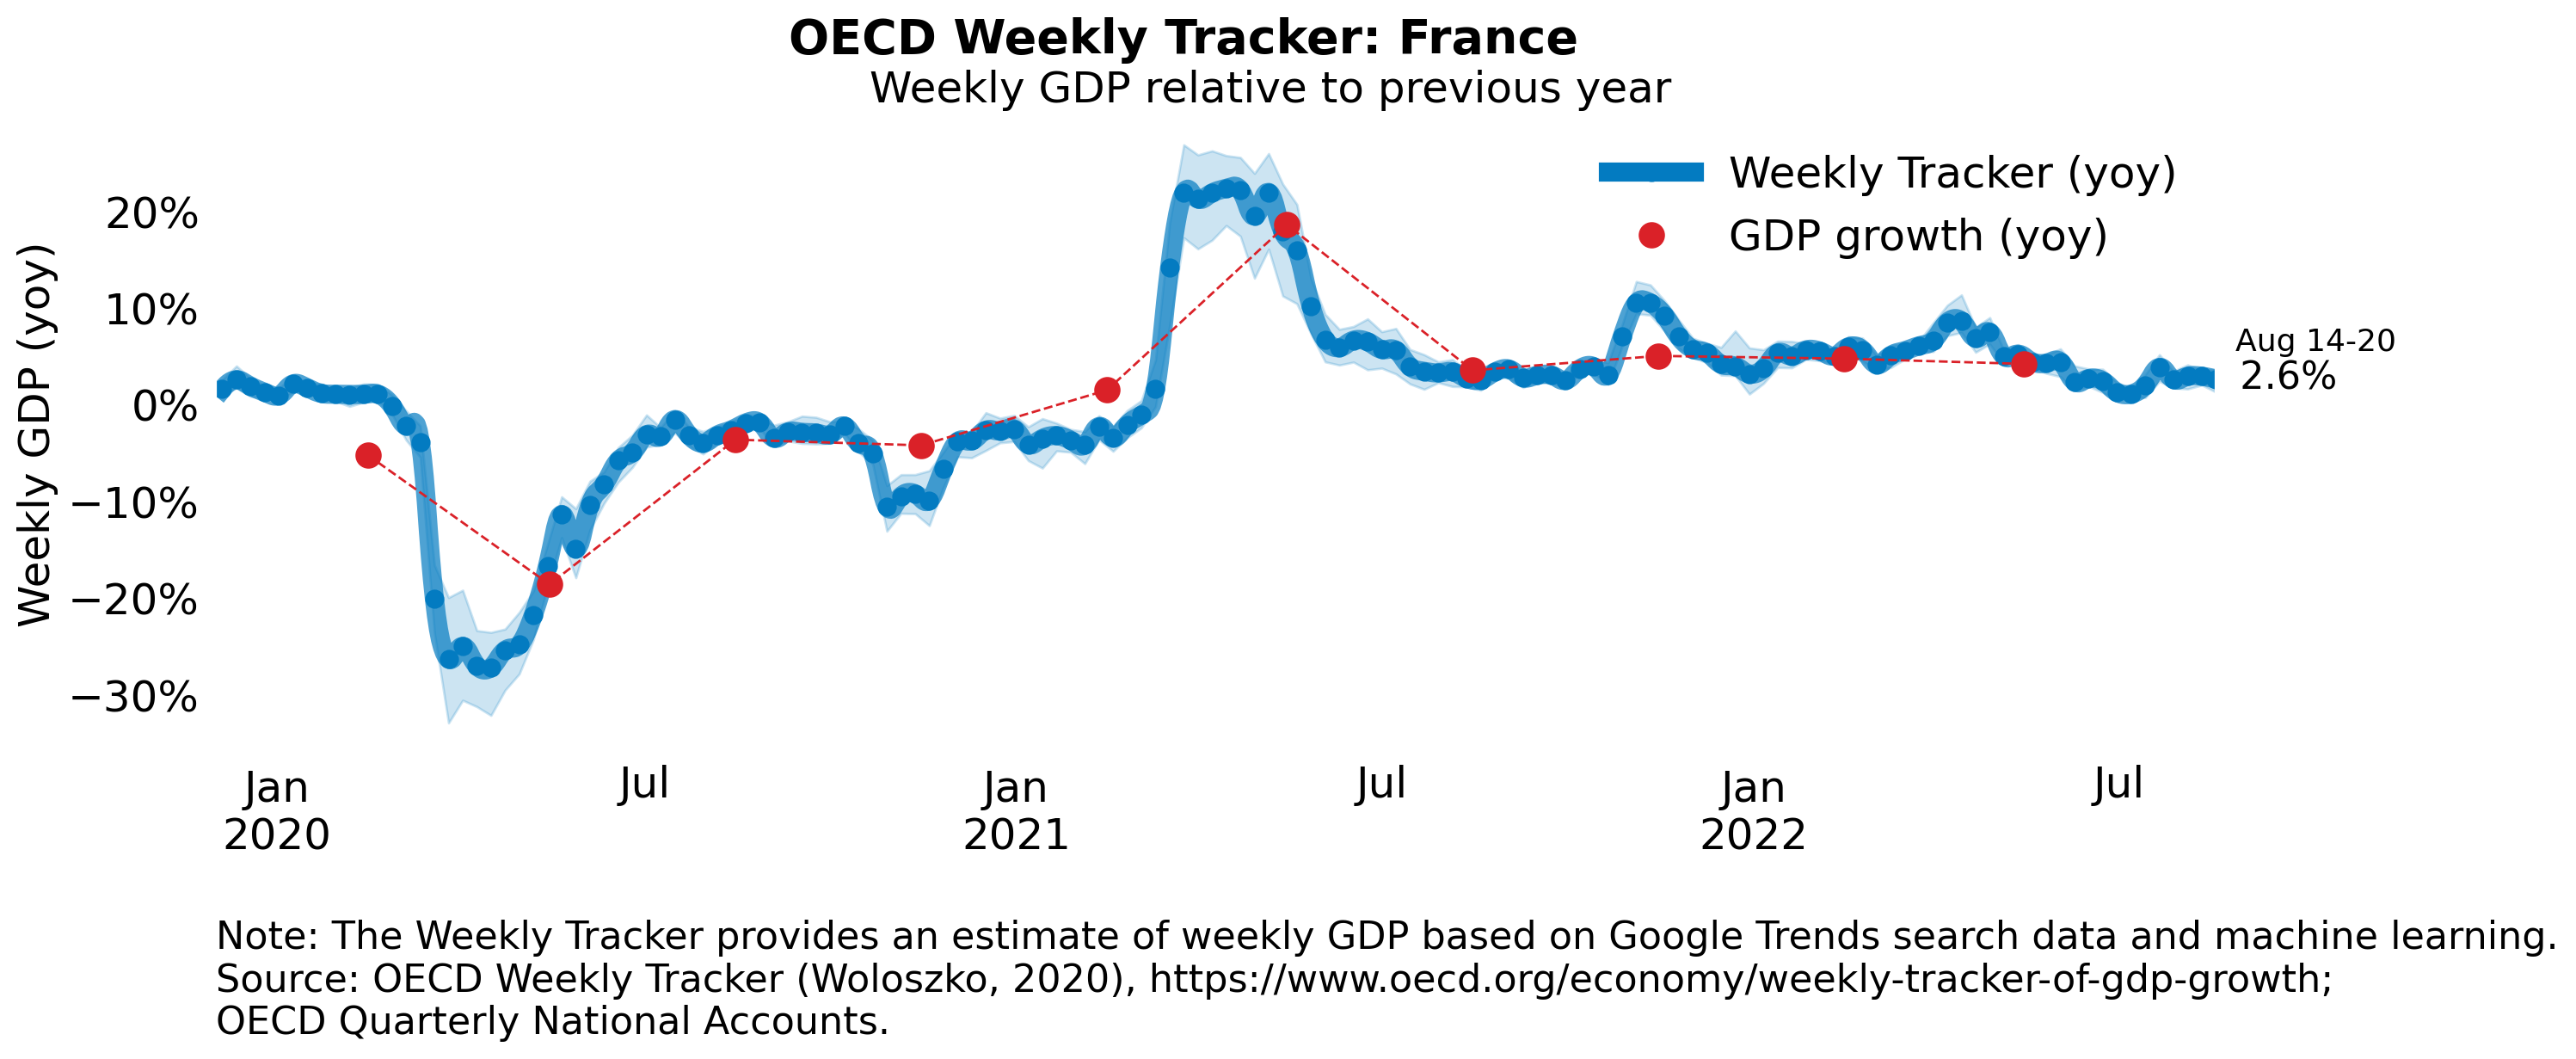 OECD Weekly Tracker: France
Weekly GDP relative to previous year
Weekly Tracker (yoy)
GDP growth (yoy)
Weekly GDP (yoy)
20%
10%
0%
−10%
−20%
−30%
Aug 14-20
2.6%
Jan
2020
Jul
Jan
2021
Jul
Jan
2022
Jul
Note: The Weekly Tracker provides an estimate of weekly GDP based on Google Trends search data and machine learning.
Source: OECD Weekly Tracker (Woloszko, 2020), https://www.oecd.org/economy/weekly-tracker-of-gdp-growth;
OECD Quarterly National Accounts.